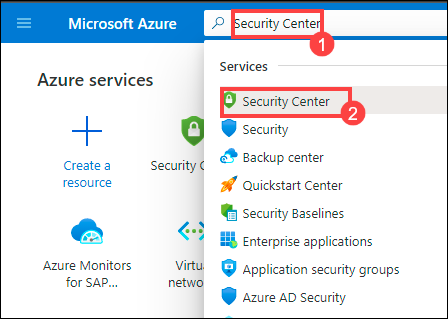 Microsoft Azure
Security Center
1
Azure services
Create a
resource
Security C
Azure Monitors
for SAP...
Virtu
netwo
Services
Security Center
2
Security
Backup center
Quickstart Center
Security Baselines
Enterprise applications
Application security groups
Azure AD Security